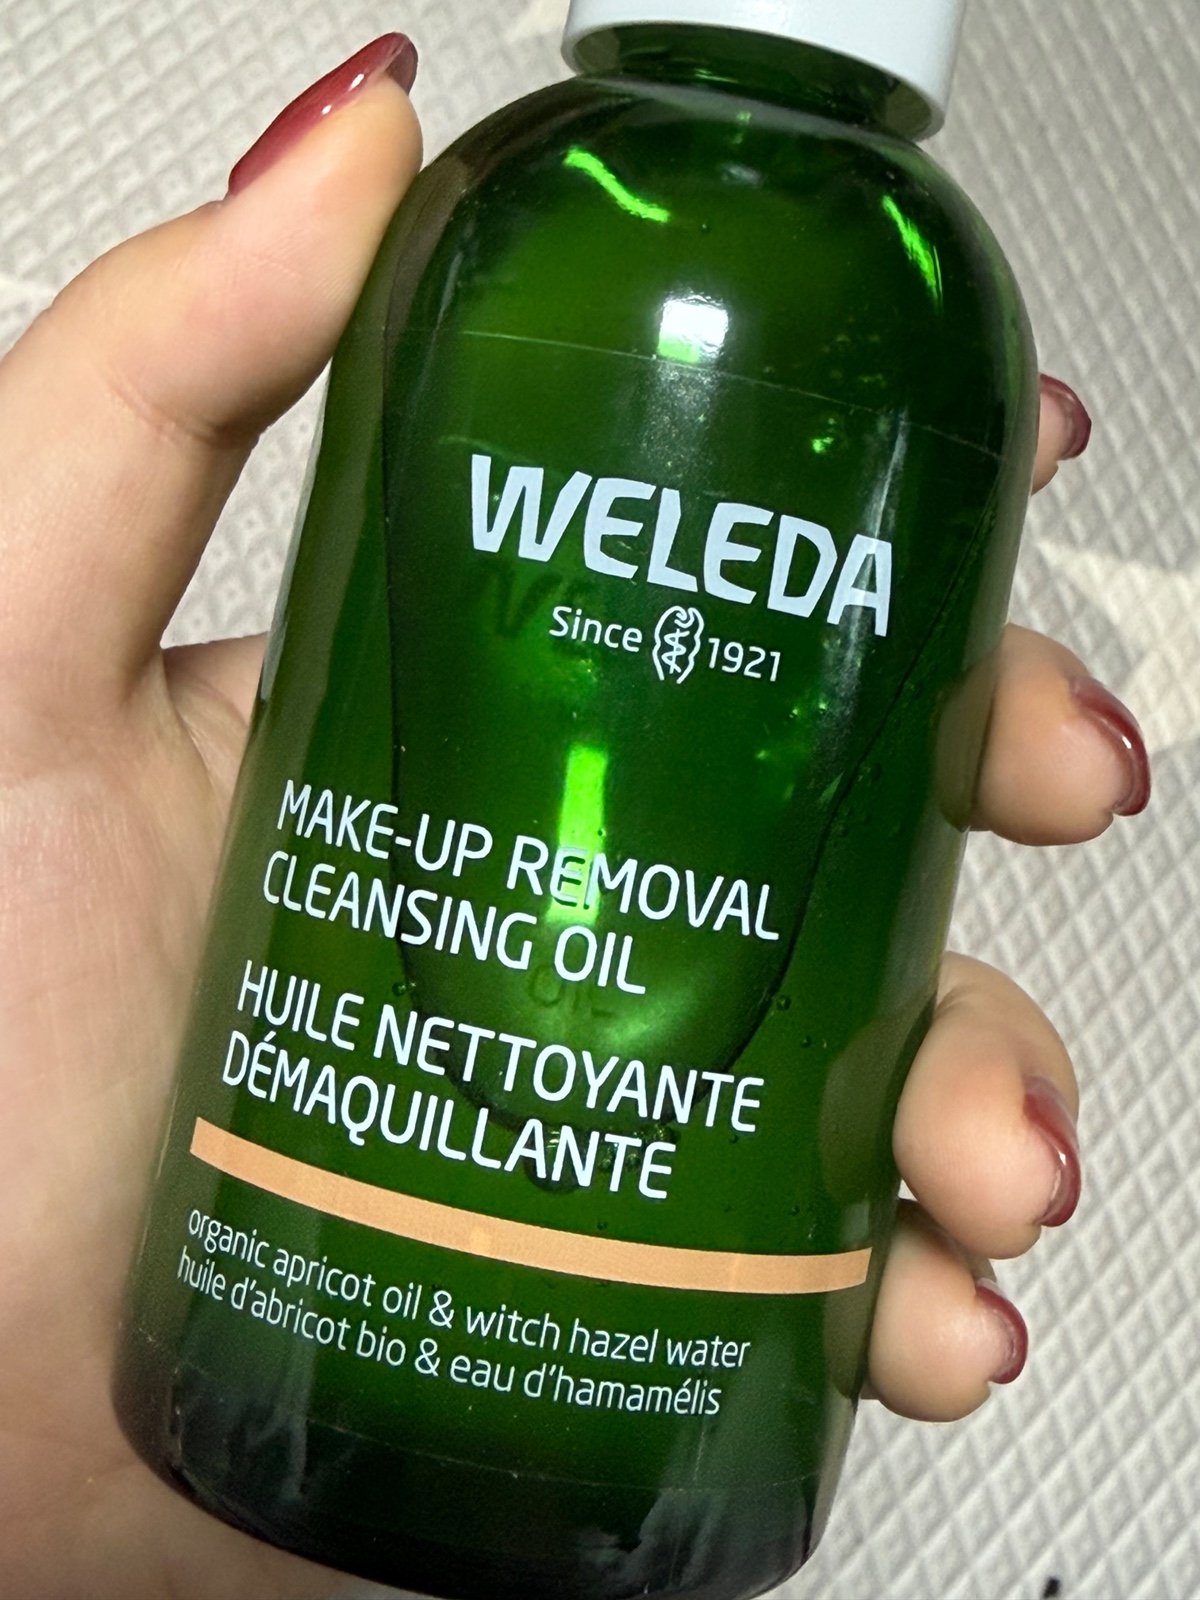 WELEDA
Since 1921
MAKE-UP REMOVAL
CLEANSING OIL
HUILE NETTOYANTE
DÉMAQUILLANTE
organic apricot oil & witch hazel water
huile d'abricot bio & eau d'hamamélis